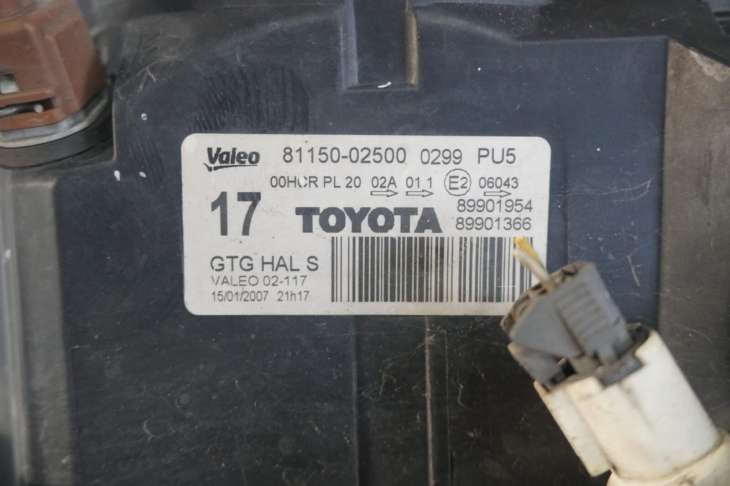 Valeo 81150-02500 0299 PU5
00HCR PL 20 02A 01 1 E2 06043
17 TOYOTA 89901954
89901366
GTG HAL S
VALEO 02-117
15/01/2007 21h17